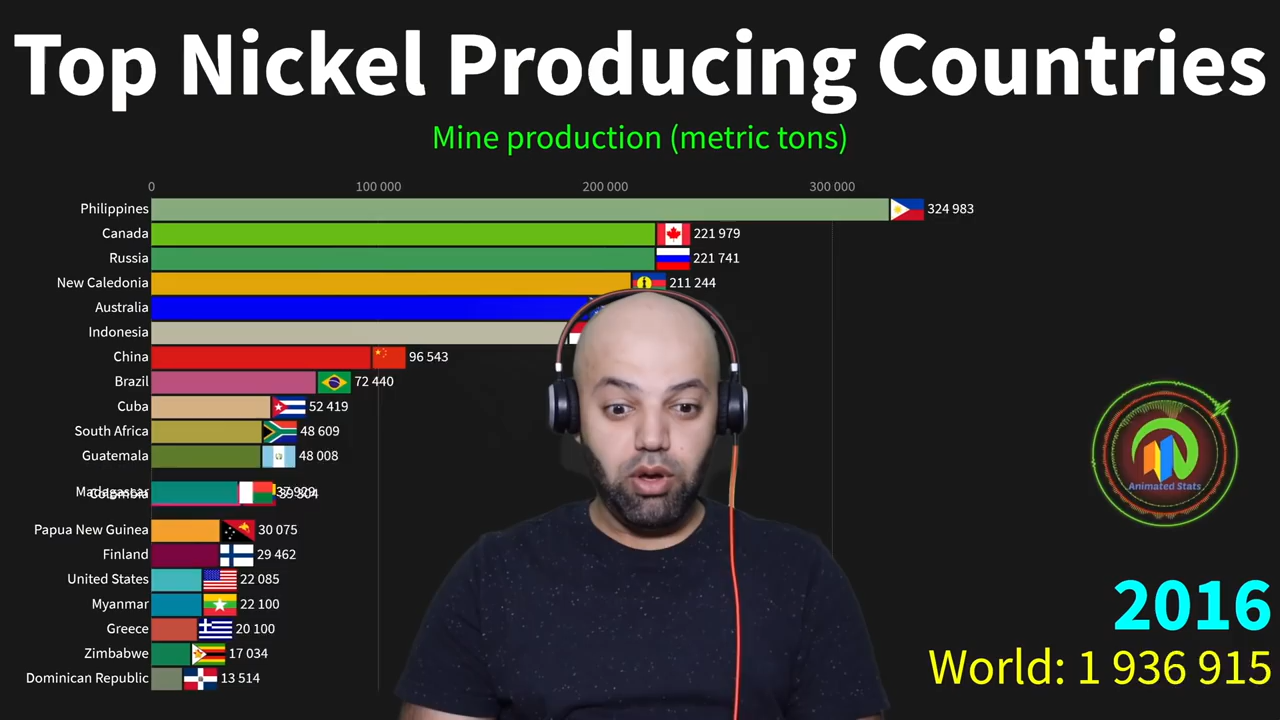 Top Nickel Producing Countries
Mine production (metric tons)
0 100 000 200 000 300 000
Philippines 324 983
Canada 221 979
Russia 221 741
New Caledonia 211 244
Australia
Indonesia
China 96 543
Brazil 72 440
Cuba 52 419
South Africa 48 609
Guatemala 48 008
Madagascar
Papua New Guinea 30 075
Finland 29 462
United States 22 085
Myanmar 22 100
Greece 20 100
Zimbabwe 17 034
Dominican Republic 13 514
Animated Stats
2016
World: 1 936 915